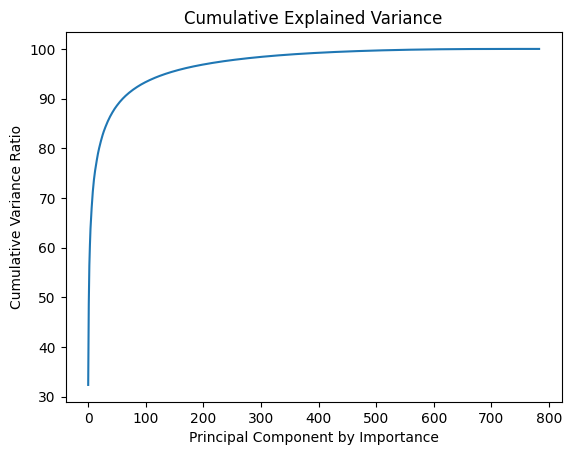 Cumulative Explained Variance
100
90
80
70
60
50
40
30
Cumulative Variance Ratio
0 100 200 300 400 500 600 700 800
Principal Component by Importance